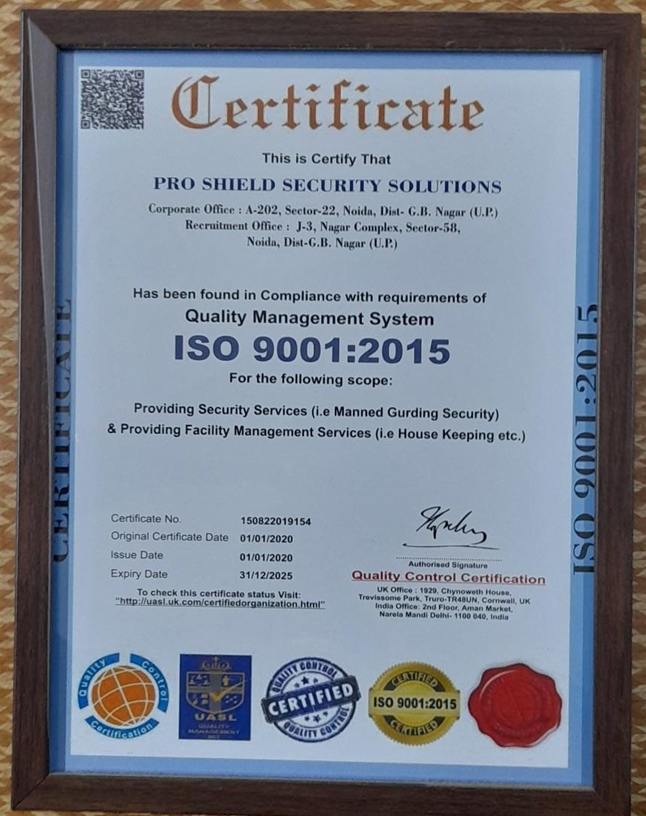 Certificate
This is Certify That
PRO SHIELD SECURITY SOLUTIONS
Corporate Office : A-202, Sector-22, Noida, Dist- G.B. Nagar (U.P.)
Recruitment Office : J-3, Nagar Complex, Sector-58,
Noida, Dist-G.B. Nagar (U.P.)
Has been found in Compliance with requirements of
Quality Management System
ISO 9001:2015
For the following scope:
Providing Security Services (i.e Manned Gurding Security)
& Providing Facility Management Services (i.e House Keeping etc.)
CERTIFICATE
ISO 9001:2015
Certificate No. 150822019154
Original Certificate Date 01/01/2020
Issue Date 01/01/2020
Expiry Date 31/12/2025
To check this certificate status Visit:
"http://uasl.uk.com/certifiedorganization.html"
Authorised Signature
Quality Control Certification
UK Office : 1929, Chynoweth House,
Trevissome Park, Truro-TR48UN, Cornwall, UK
India Office: 2nd Floor, Aman Market,
Narela Mandi Delhi- 1100 040, India
Quality Control
Certification
UASL
QUALITY
MANAGEMENT
QUALITY CONTROL
CERTIFIED
QUALITY CONTROL
CERTIFIED
ISO 9001:2015
CERTIFIED